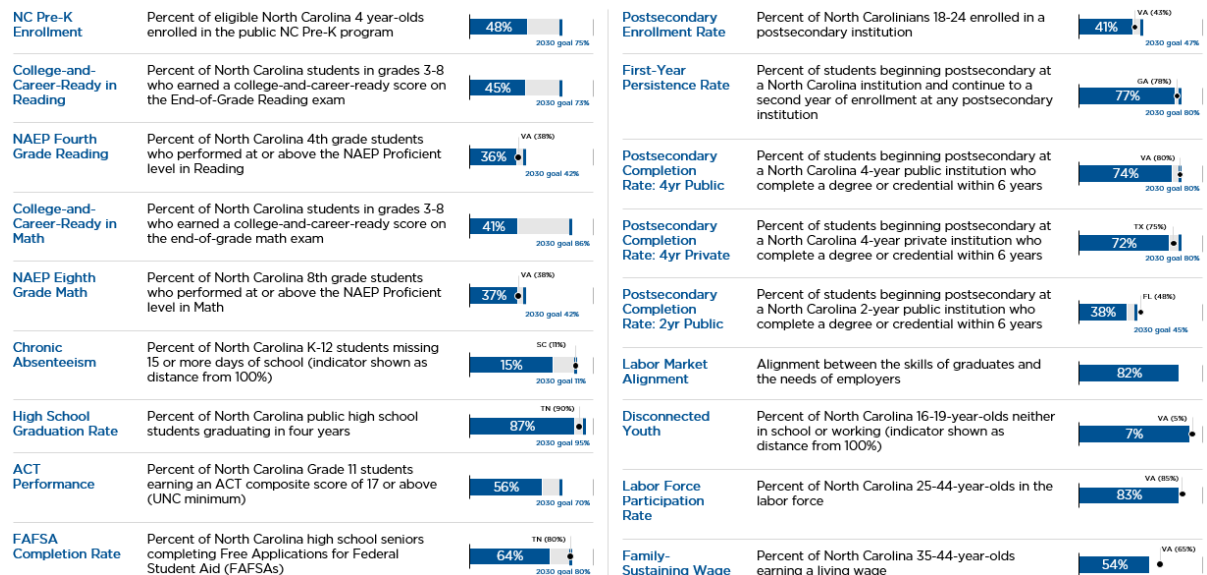 NC Pre-K
Enrollment
Percent of eligible North Carolina 4 year-olds
enrolled in the public NC Pre-K program
48%
2030 goal 75%
College-and-
Career-Ready in
Reading
Percent of North Carolina students in grades 3-8
who earned a college-and-career-ready score on
the End-of-Grade Reading exam
45%
2030 goal 73%
NAEP Fourth
Grade Reading
Percent of North Carolina 4th grade students
who performed at or above the NAEP Proficient
level in Reading
VA (38%)
36%
2030 goal 42%
College-and-
Career-Ready in
Math
Percent of North Carolina students in grades 3-8
who earned a college-and-career-ready score on
the end-of-grade math exam
41%
2030 goal 86%
NAEP Eighth
Grade Math
Percent of North Carolina 8th grade students
who performed at or above the NAEP Proficient
level in Math
VA (38%)
37%
2030 goal 42%
Chronic
Absenteeism
Percent of North Carolina K-12 students missing
15 or more days of school (indicator shown as
distance from 100%)
SC (11%)
15%
2030 goal 11%
High School
Graduation Rate
Percent of North Carolina public high school
students graduating in four years
TN (90%)
87%
2030 goal 95%
ACT
Performance
Percent of North Carolina Grade 11 students
earning an ACT composite score of 17 or above
(UNC minimum)
56%
2030 goal 70%
FAFSA
Completion Rate
Percent of North Carolina high school seniors
completing Free Applications for Federal
Student Aid (FAFSAs)
TN (80%)
64%
2030 goal 80%
Postsecondary
Enrollment Rate
Percent of North Carolinians 18-24 enrolled in a
postsecondary institution
VA (43%)
41%
2030 goal 47%
First-Year
Persistence Rate
Percent of students beginning postsecondary at
a North Carolina institution and continue to a
second year of enrollment at any postsecondary
institution
GA (78%)
77%
2030 goal 80%
Postsecondary
Completion
Rate: 4yr Public
Percent of students beginning postsecondary at
a North Carolina 4-year public institution who
complete a degree or credential within 6 years
VA (80%)
74%
2030 goal 80%
Postsecondary
Completion
Rate: 4yr Private
Percent of students beginning postsecondary at
a North Carolina 4-year private institution who
complete a degree or credential within 6 years
TX (75%)
72%
2030 goal 80%
Postsecondary
Completion
Rate: 2yr Public
Percent of students beginning postsecondary at
a North Carolina 2-year public institution who
complete a degree or credential within 6 years
FL (48%)
38%
2030 goal 45%
Labor Market
Alignment
Alignment between the skills of graduates and
the needs of employers
82%
Disconnected
Youth
Percent of North Carolina 16-19-year-olds neither
in school or working (indicator shown as
distance from 100%)
VA (5%)
7%
Labor Force
Participation
Rate
Percent of North Carolina 25-44-year-olds in the
labor force
VA (85%)
83%
Family-
Sustaining Wage
Percent of North Carolina 35-44-year-olds
earning a living wage
VA (65%)
54%